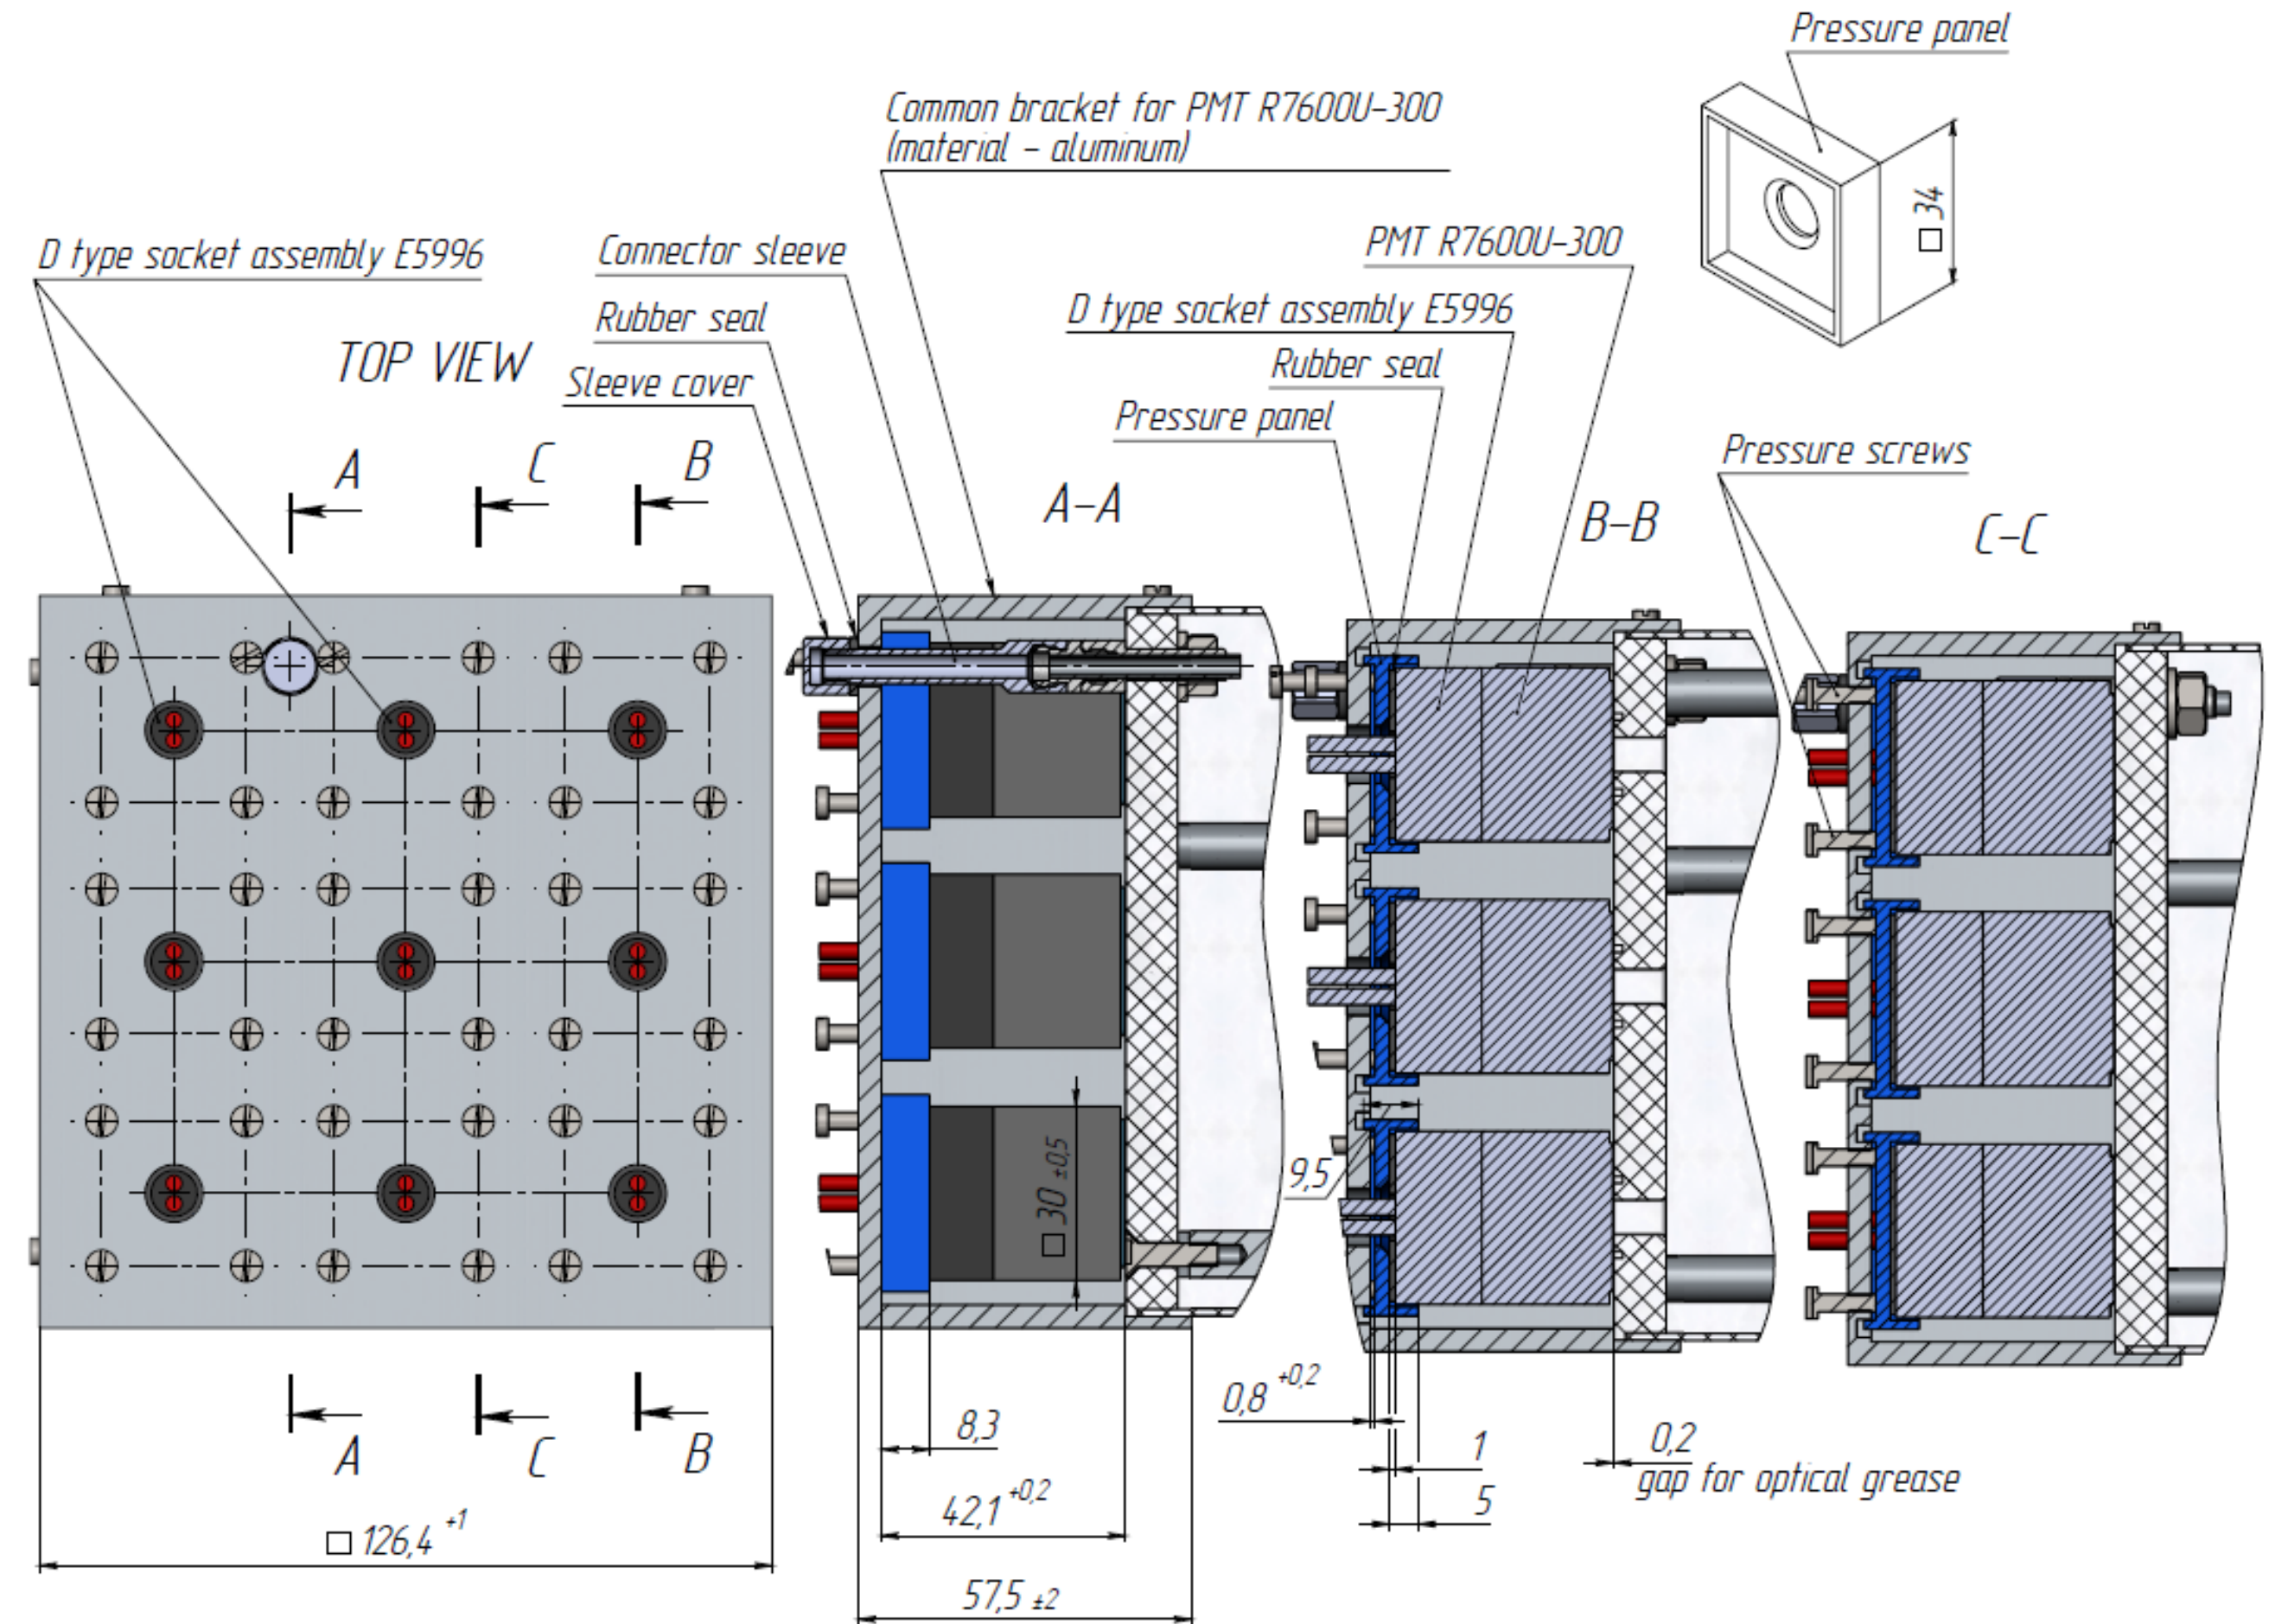 Pressure panel
□ 34
Common bracket for PMT R7600U-300
(material - aluminum)
D type socket assembly E5996
Connector sleeve
PMT R7600U-300
Rubber seal
D type socket assembly E5996
TOP VIEW
Sleeve cover
Rubber seal
Pressure panel
Pressure screws
A
C
B
A-A
B-B
C-C
□ 30 ±0,5
9,5
A
C
B
8,3
0,8 +0,2
1
0,2
gap for optical grease
5
42,1 +0,2
□ 126,4 +1
57,5 ±2